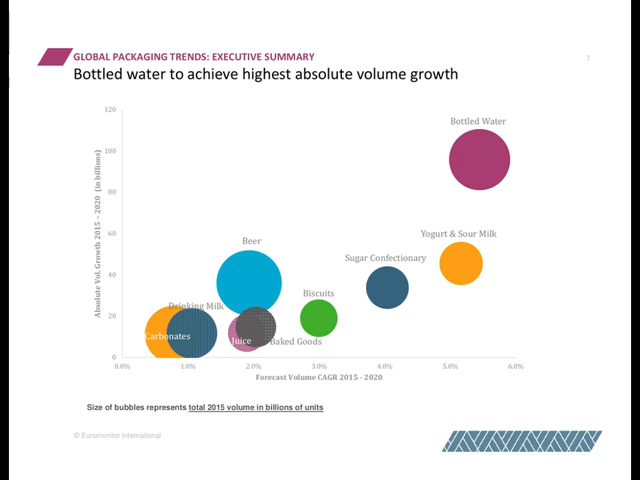 GLOBAL PACKAGING TRENDS: EXECUTIVE SUMMARY
7
Bottled water to achieve highest absolute volume growth
Absolute Vol. Growth 2015 – 2020 (in billions)
120
100
80
60
40
20
0
Bottled Water
Yogurt & Sour Milk
Beer
Sugar Confectionary
Biscuits
Drinking Milk
Carbonates
Juice
Baked Goods
0.0%
1.0%
2.0%
3.0%
4.0%
5.0%
6.0%
Forecast Volume CAGR 2015 - 2020
Size of bubbles represents total 2015 volume in billions of units
© Euromonitor International